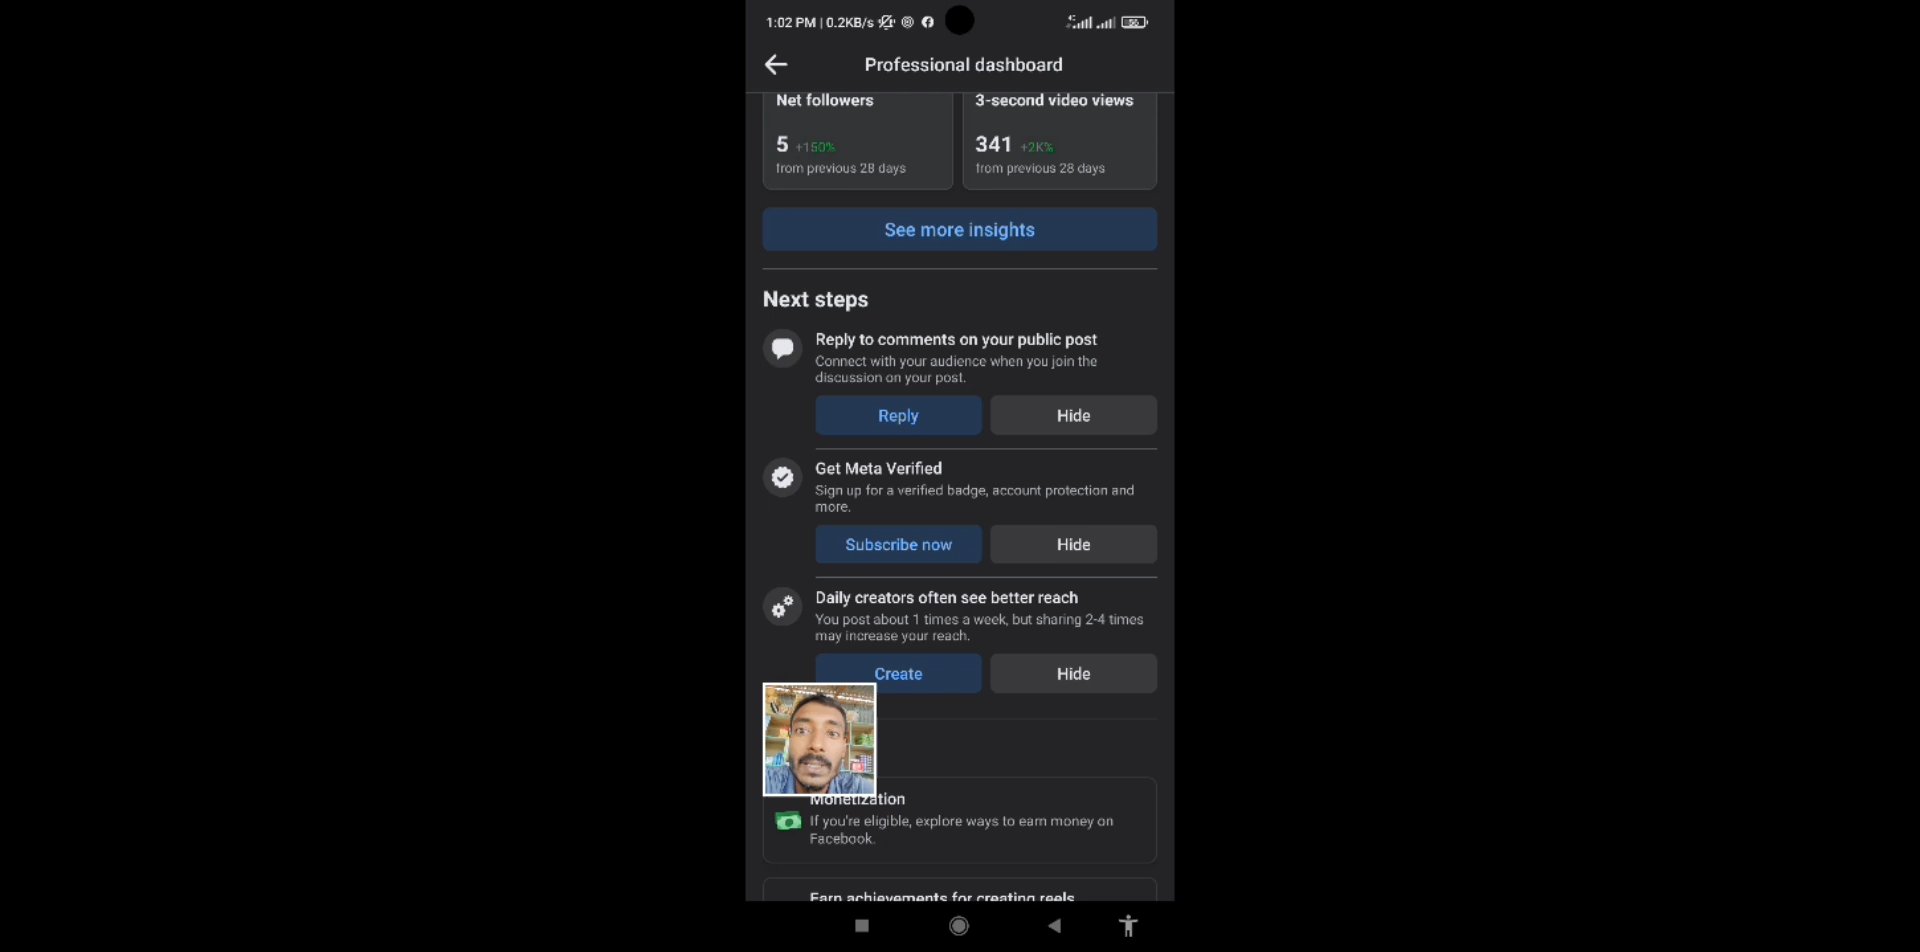 1:02 PM | 0.2KB/s
Professional dashboard
Net followers
3-second video views
5 +150%
341 +2K%
from previous 28 days
from previous 28 days
See more insights
Next steps
Reply to comments on your public post
Connect with your audience when you join the
discussion on your post.
Reply
Hide
Get Meta Verified
Sign up for a verified badge, account protection and
more.
Subscribe now
Hide
Daily creators often see better reach
You post about 1 times a week, but sharing 2-4 times
may increase your reach.
Create
Hide
Monetization
If you're eligible, explore ways to earn money on
Facebook.
Earn achievements for creating reels